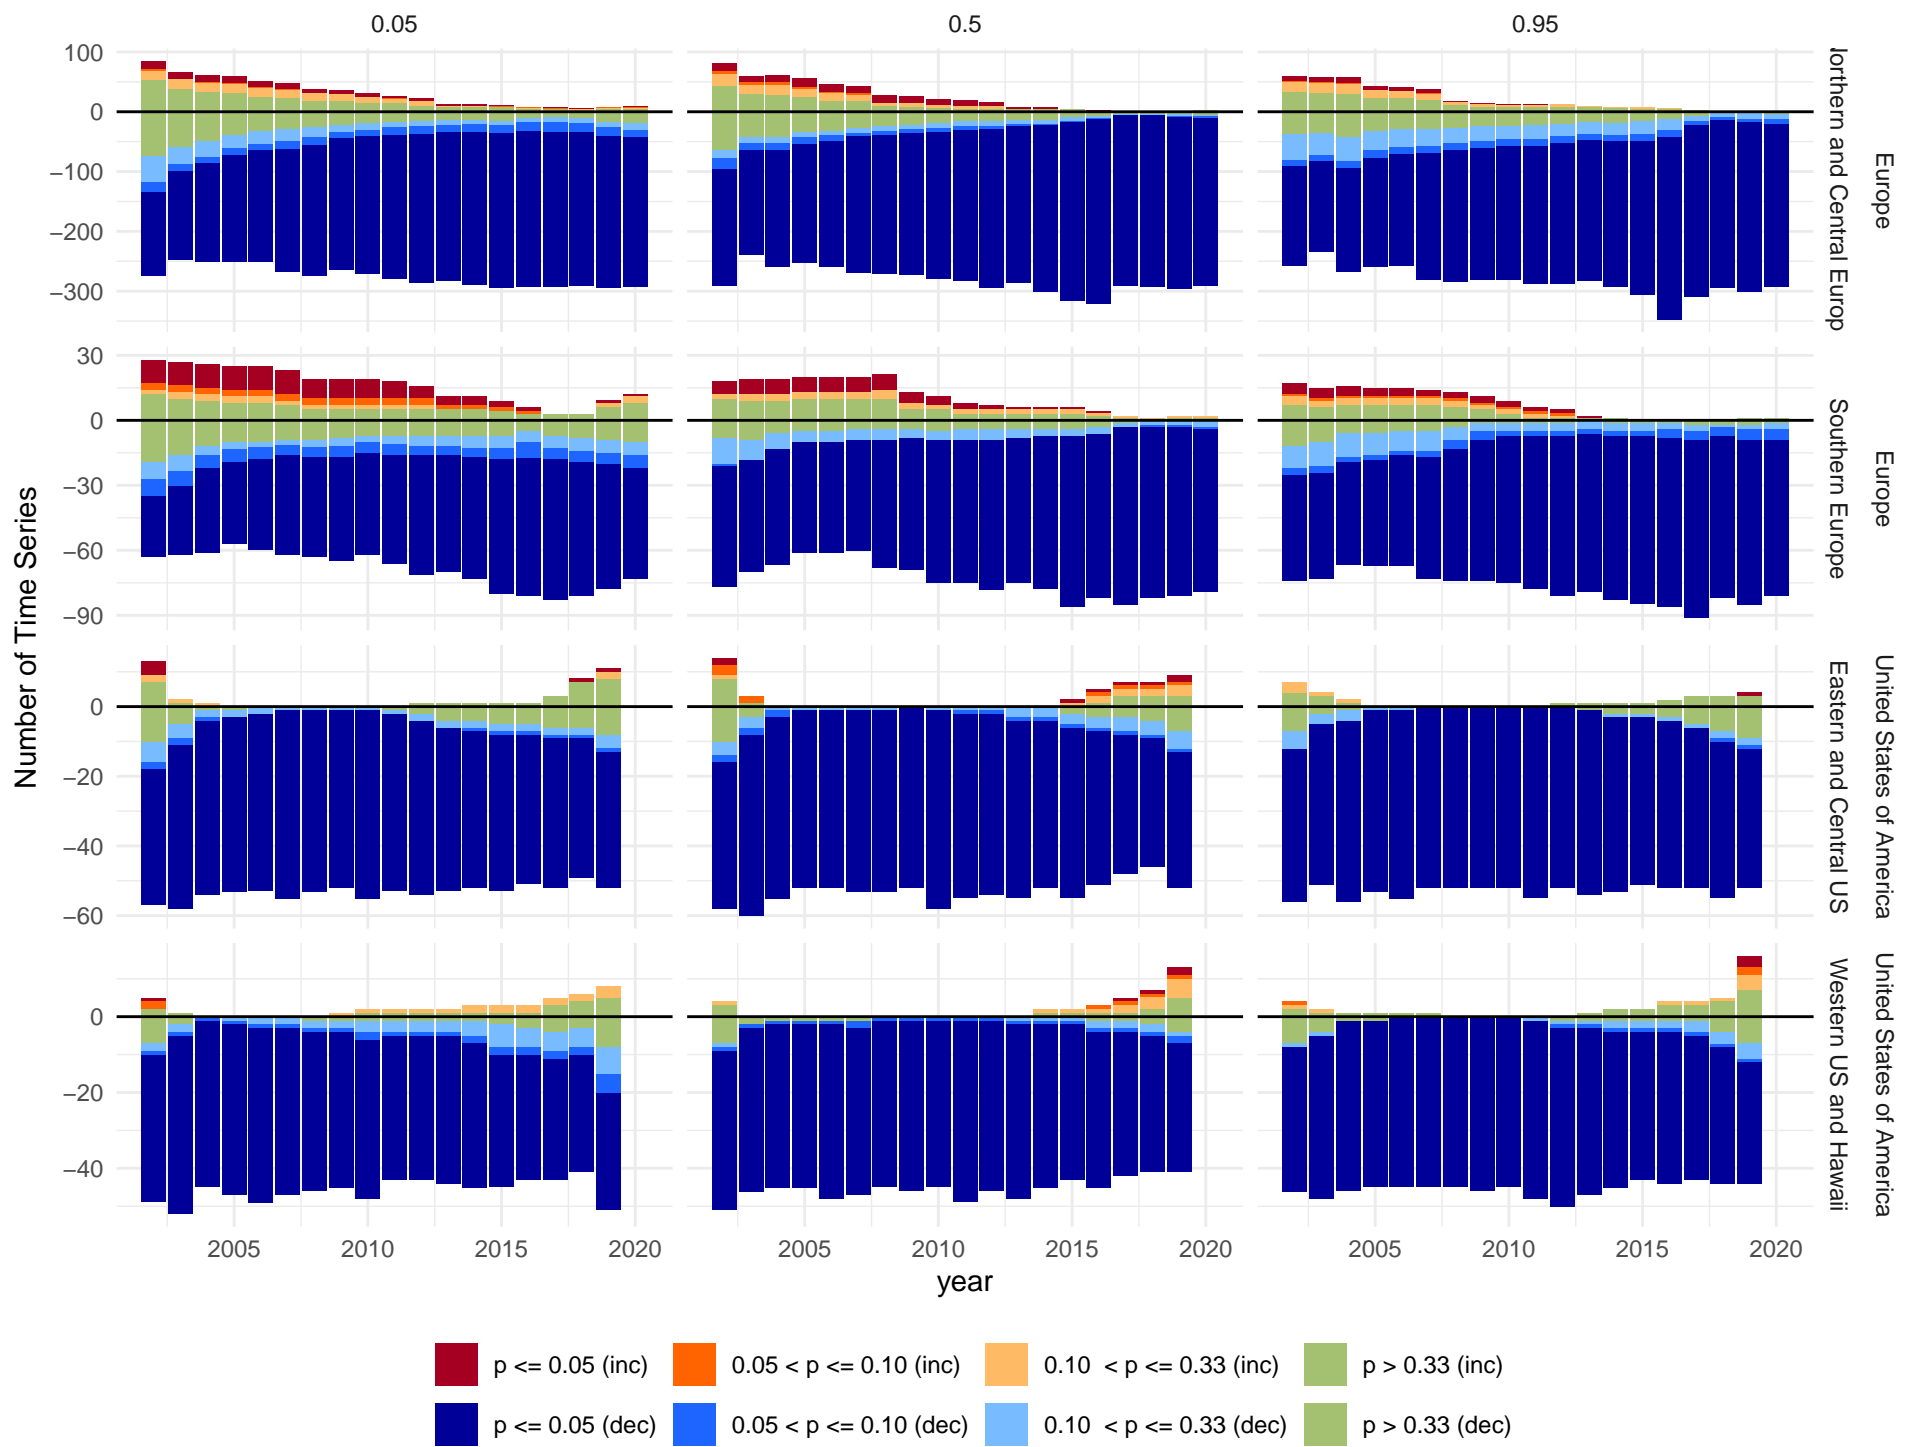 0.05 0.5 0.95
100
0
−100
−200
−300
Northern and Central Europ
Europe
30
0
−30
−60
−90
Southern Europe
Europe
0
−20
−40
−60
Eastern and Central US
United States of America
0
−20
−40
Western US and Hawaii
United States of America
Number of Time Series
2005 2010 2015 2020 2005 2010 2015 2020 2005 2010 2015 2020
year
p <= 0.05 (inc) 0.05 < p <= 0.10 (inc) 0.10 < p <= 0.33 (inc) p > 0.33 (inc)
p <= 0.05 (dec) 0.05 < p <= 0.10 (dec) 0.10 < p <= 0.33 (dec) p > 0.33 (dec)